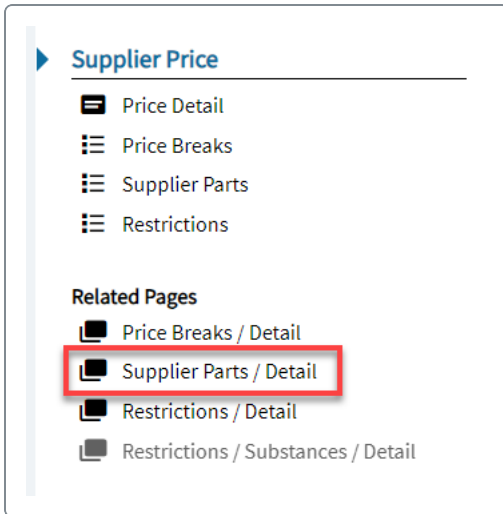 Supplier Price
Price Detail
Price Breaks
Supplier Parts
Restrictions
Related Pages
Price Breaks / Detail
Supplier Parts / Detail
Restrictions / Detail
Restrictions / Substances / Detail